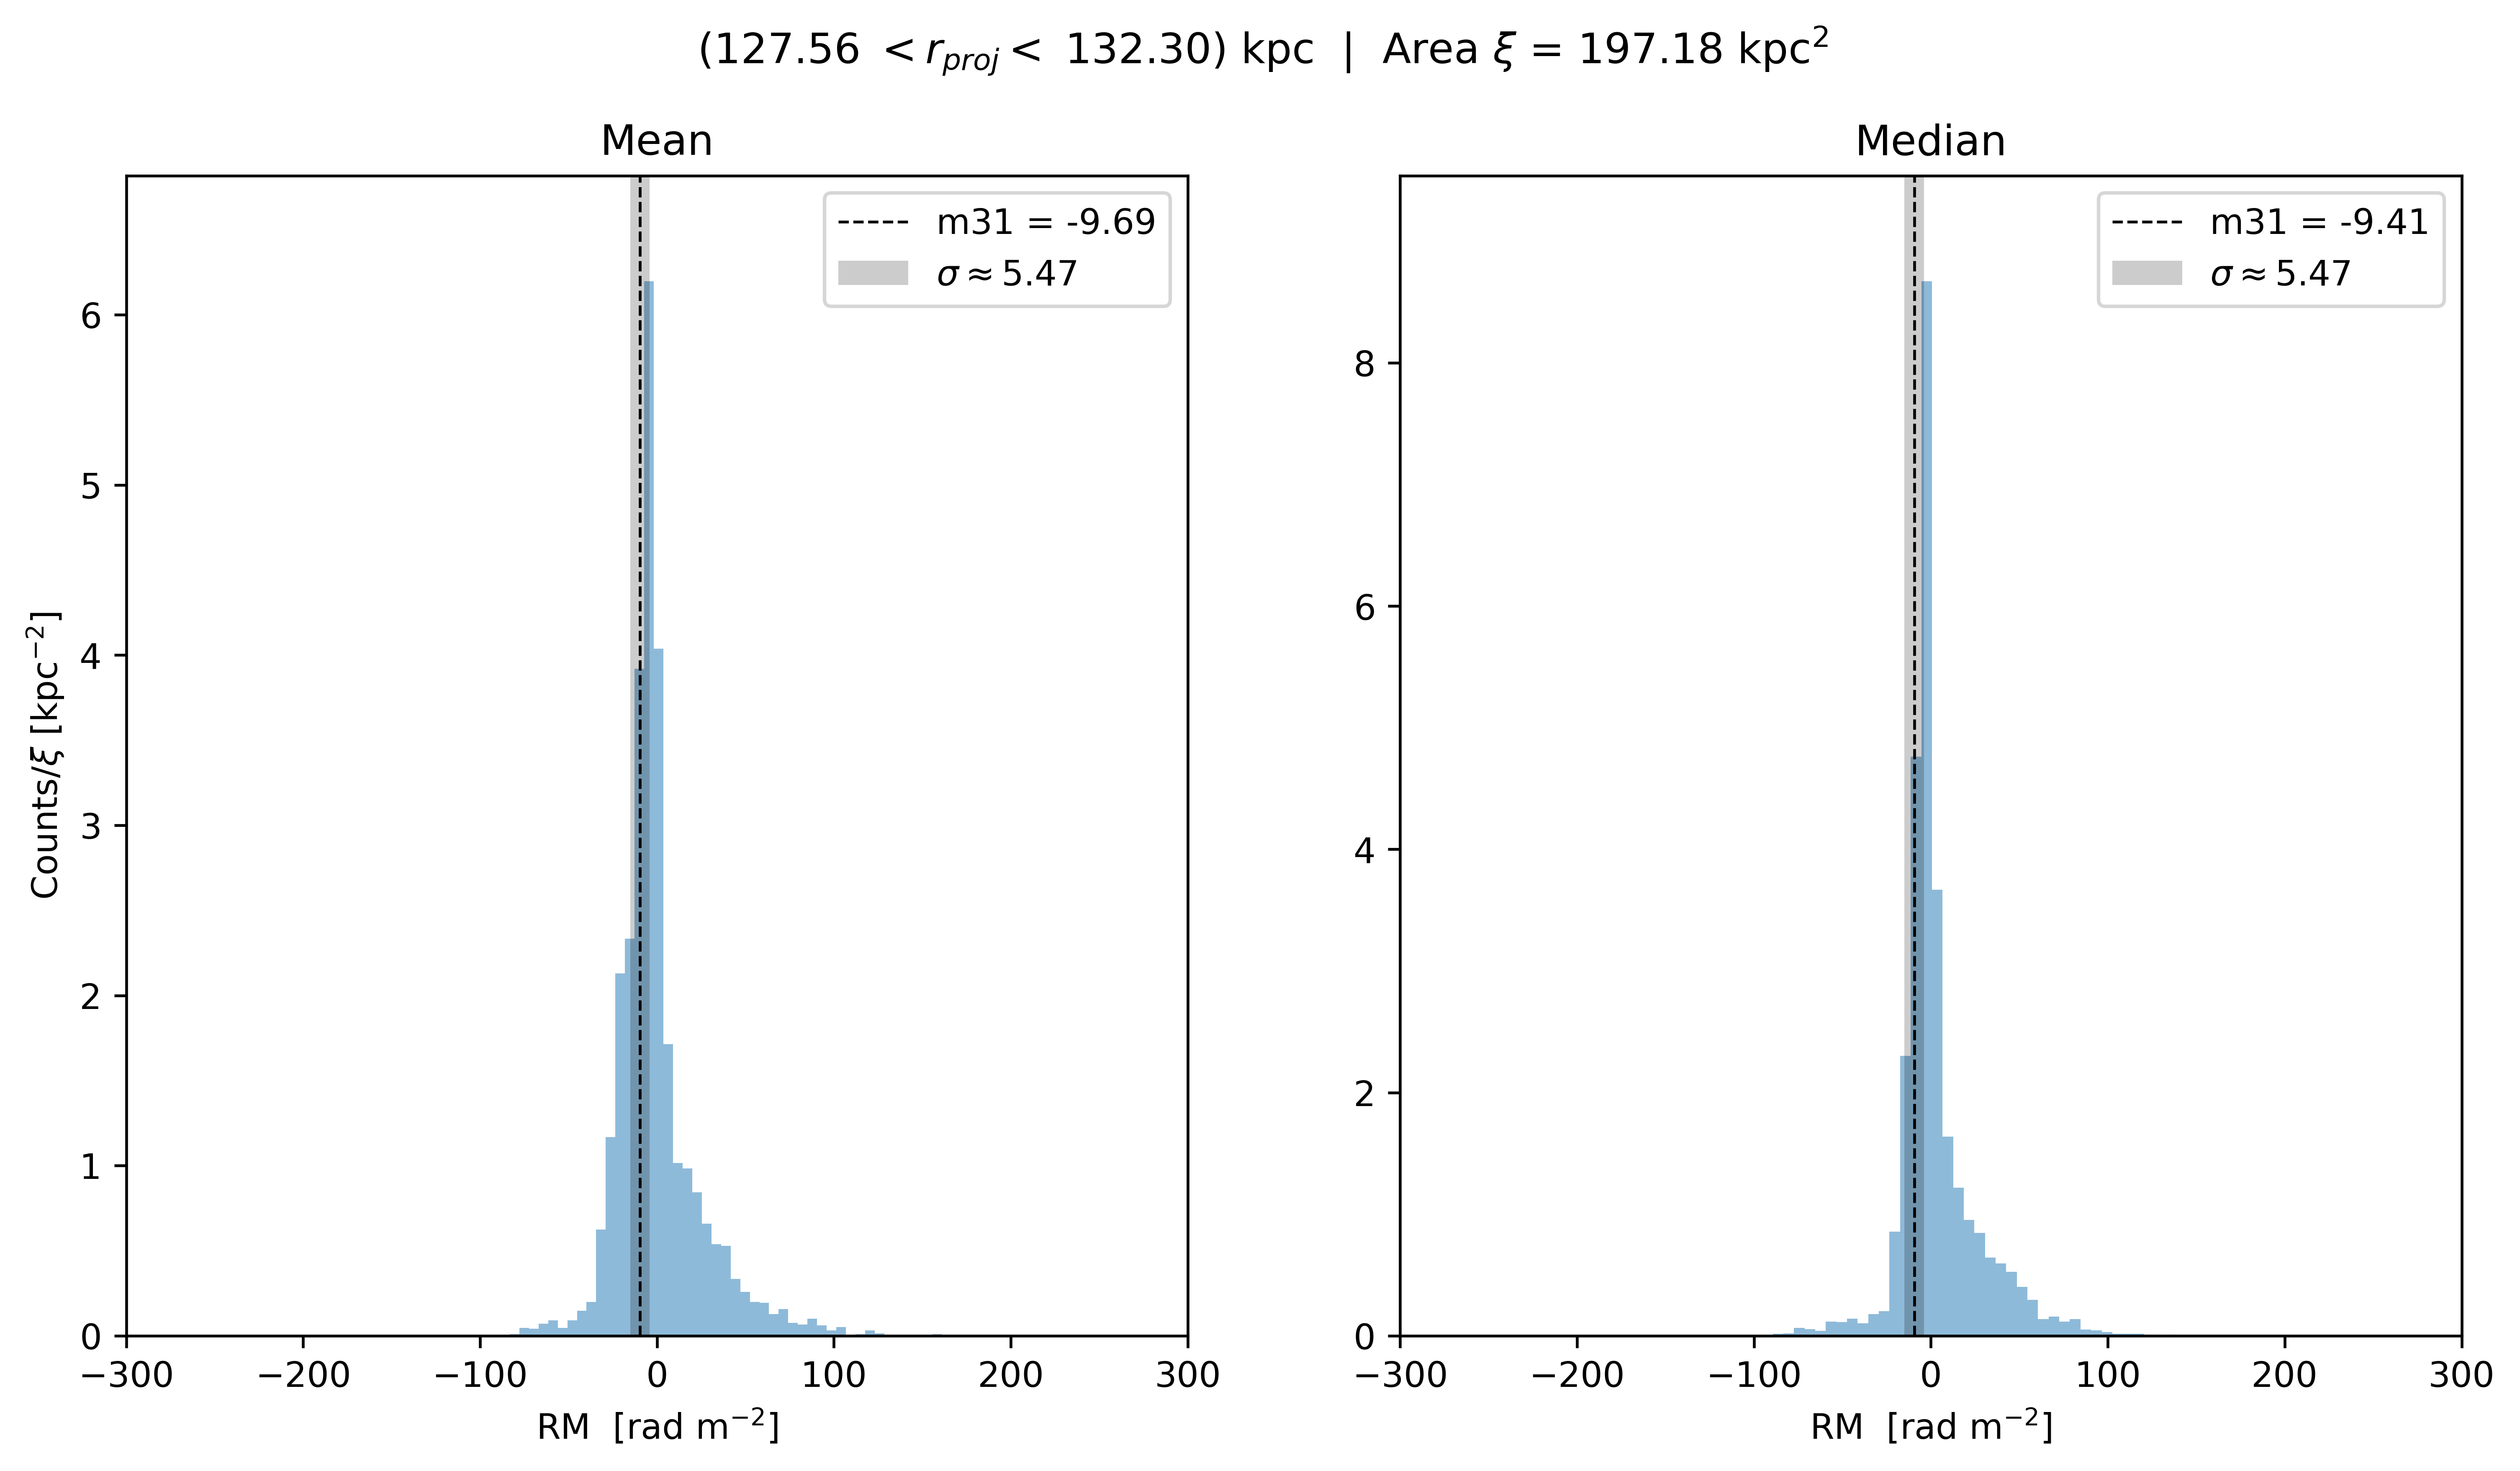 (127.56 < r_proj < 132.30) kpc | Area ξ = 197.18 kpc²
Mean
m31 = -9.69
σ ≈ 5.47
Counts/ξ [kpc⁻²]
6
5
4
3
2
1
0
−300 −200 −100 0 100 200 300
RM [rad m⁻²]
Median
m31 = -9.41
σ ≈ 5.47
8
6
4
2
0
−300 −200 −100 0 100 200 300
RM [rad m⁻²]